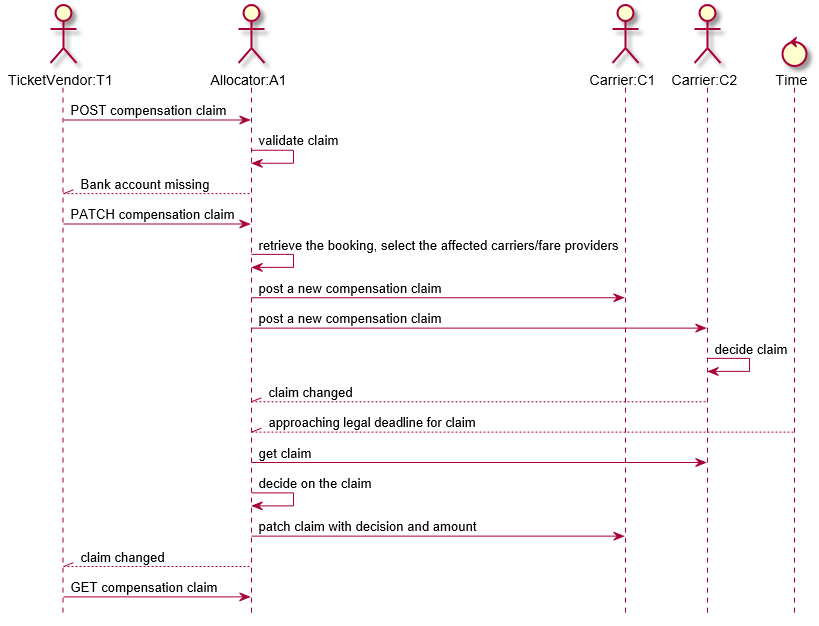 TicketVendor:T1
Allocator:A1
Carrier:C1
Carrier:C2
Time
POST compensation claim
validate claim
Bank account missing
PATCH compensation claim
retrieve the booking, select the affected carriers/fare providers
post a new compensation claim
post a new compensation claim
decide claim
claim changed
approaching legal deadline for claim
get claim
decide on the claim
patch claim with decision and amount
claim changed
GET compensation claim